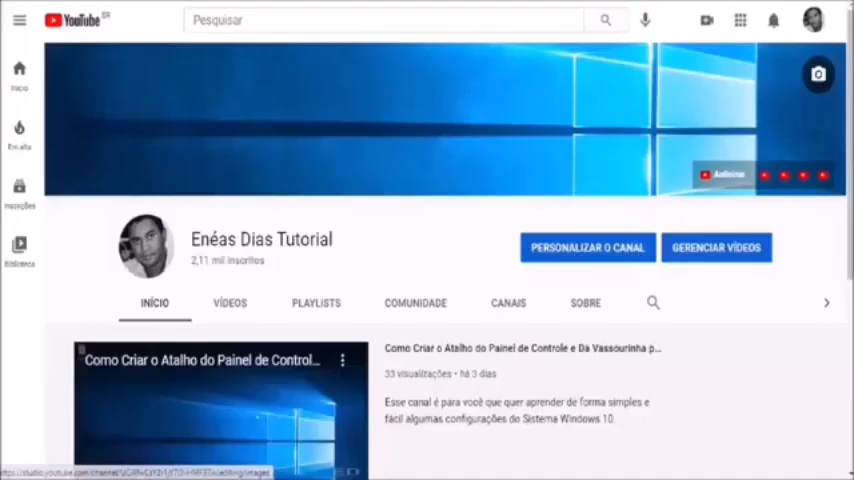 YouTube BR
Pesquisar
Início
Em alta
Inscrições
Biblioteca
Enéas Dias Tutorial
2,11 mil inscritos
PERSONALIZAR O CANAL
GERENCIAR VÍDEOS
INÍCIO VÍDEOS PLAYLISTS COMUNIDADE CANAIS SOBRE
Como Criar o Atalho do Painel de Control...
Como Criar o Atalho do Painel de Controle e Da Vassourinha p...
33 visualizações • há 3 dias
Esse canal é para você que quer aprender de forma simples e
fácil algumas configurações do Sistema Windows 10.